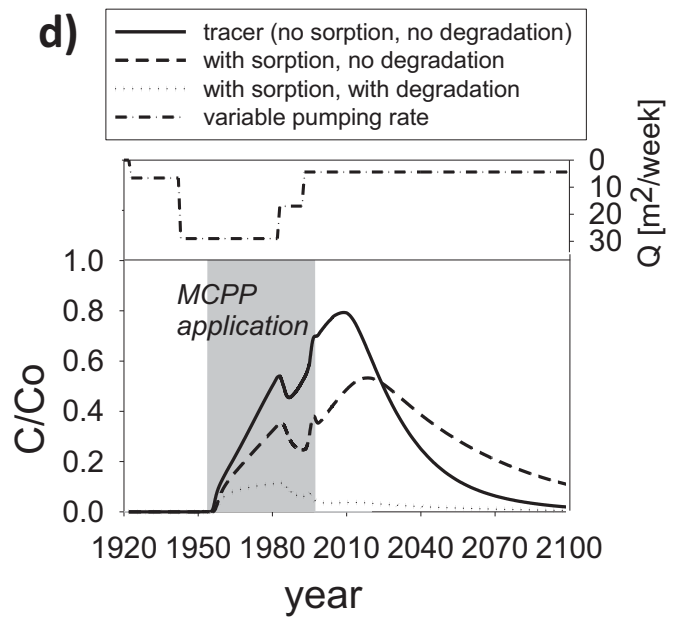 d)
tracer (no sorption, no degradation)
with sorption, no degradation
with sorption, with degradation
variable pumping rate
0
10
20
30
Q [m²/week]
1.0
0.8
0.6
0.4
0.2
0.0
C/Co
MCPP
application
1920 1950 1980 2010 2040 2070 2100
year